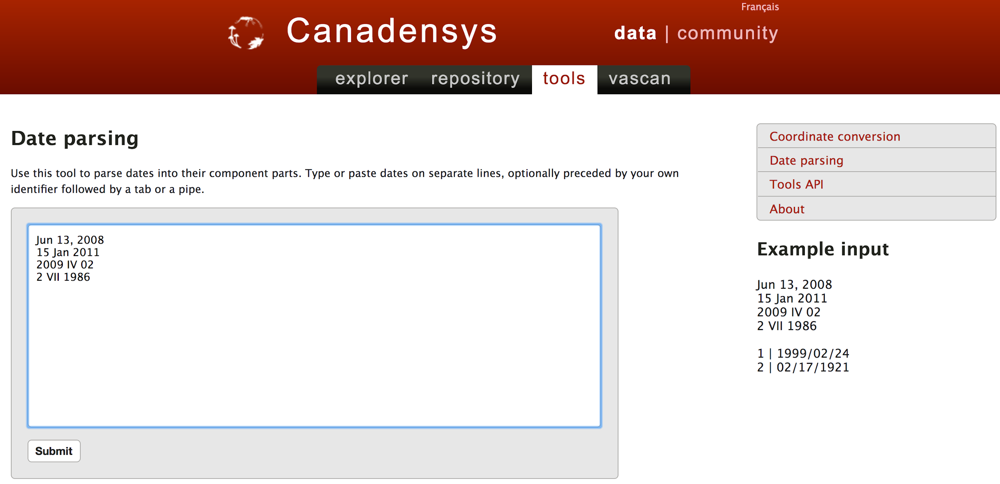 Français
Canadensys
data | community
explorer repository tools vascan
Date parsing
Use this tool to parse dates into their component parts. Type or paste dates on separate lines, optionally preceded by your own
identifier followed by a tab or a pipe.
Jun 13, 2008
15 Jan 2011
2009 IV 02
2 VII 1986
Submit
Coordinate conversion
Date parsing
Tools API
About
Example input
Jun 13, 2008
15 Jan 2011
2009 IV 02
2 VII 1986
1 | 1999/02/24
2 | 02/17/1921